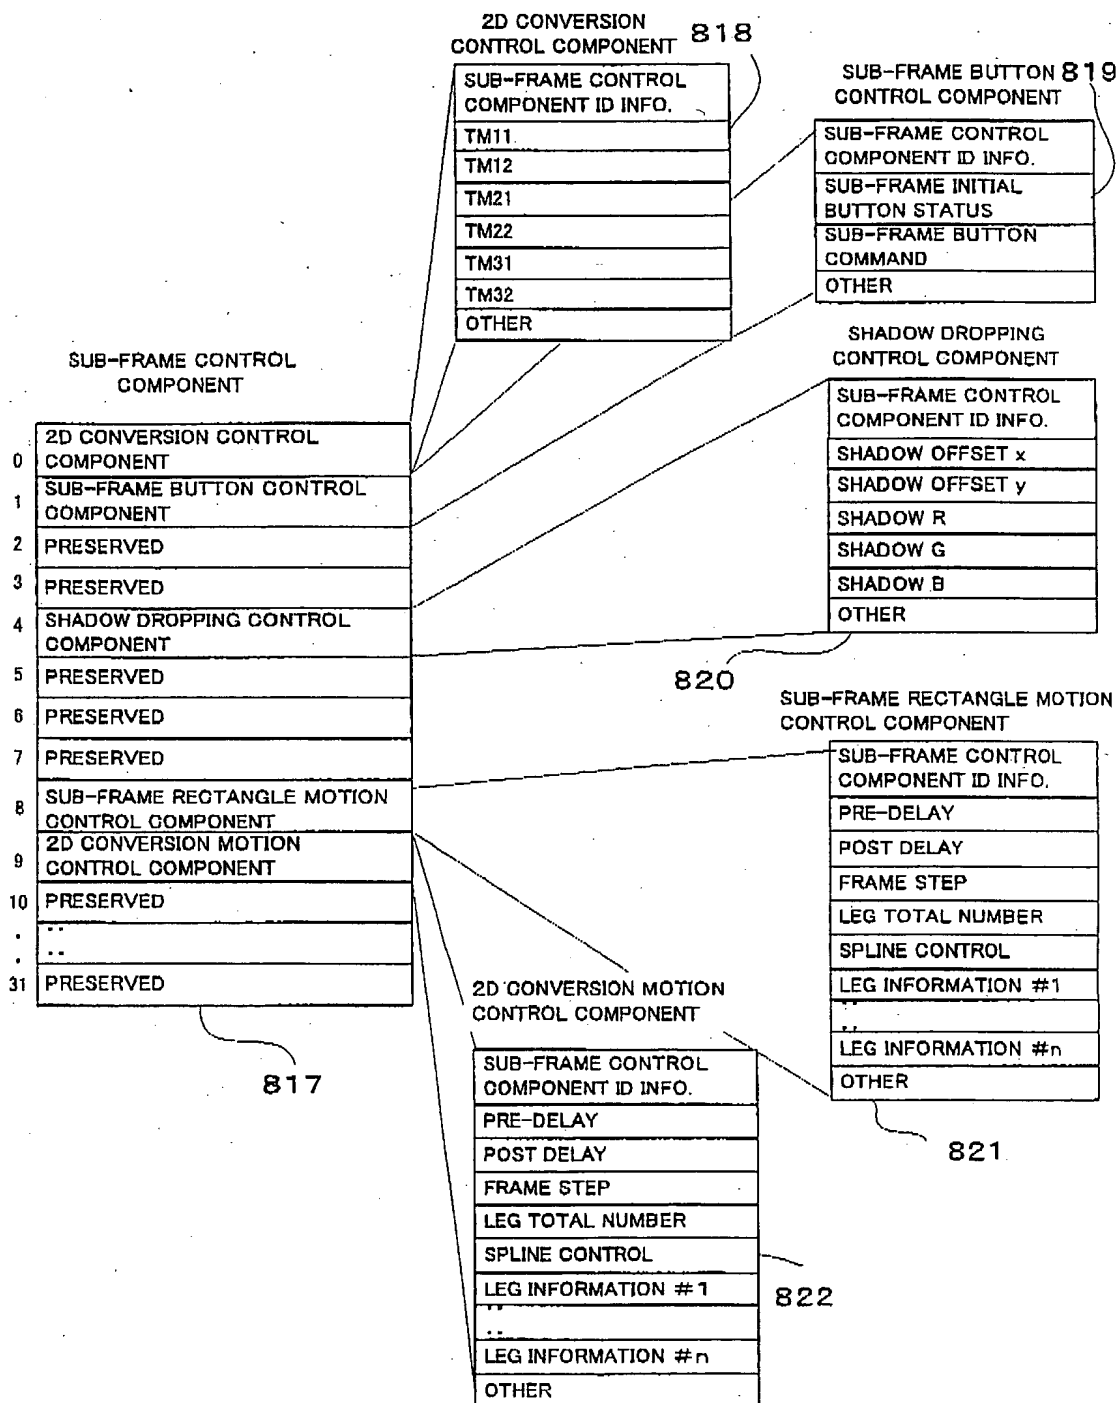 2D CONVERSION
CONTROL COMPONENT
818
SUB-FRAME CONTROL
COMPONENT ID INFO.
TM11
TM12
TM21
TM22
TM31
TM32
OTHER
SUB-FRAME BUTTON
CONTROL COMPONENT
819
SUB-FRAME CONTROL
COMPONENT ID INFO.
SUB-FRAME INITIAL
BUTTON STATUS
SUB-FRAME BUTTON
COMMAND
OTHER
SHADOW DROPPING
CONTROL COMPONENT
SUB-FRAME CONTROL
COMPONENT ID INFO.
SHADOW OFFSET x
SHADOW OFFSET y
SHADOW R
SHADOW G
SHADOW B
OTHER
820
SUB-FRAME CONTROL
COMPONENT
0 2D CONVERSION CONTROL
COMPONENT
1 SUB-FRAME BUTTON CONTROL
COMPONENT
2 PRESERVED
3 PRESERVED
4 SHADOW DROPPING CONTROL
COMPONENT
5 PRESERVED
6 PRESERVED
7 PRESERVED
8 SUB-FRAME RECTANGLE MOTION
CONTROL COMPONENT
9 2D CONVERSION MOTION
CONTROL COMPONENT
10 PRESERVED
. ..
. ..
31 PRESERVED
817
SUB-FRAME RECTANGLE MOTION
CONTROL COMPONENT
SUB-FRAME CONTROL
COMPONENT ID INFO.
PRE-DELAY
POST DELAY
FRAME STEP
LEG TOTAL NUMBER
SPLINE CONTROL
LEG INFORMATION #1
..
..
LEG INFORMATION #n
OTHER
821
2D CONVERSION MOTION
CONTROL COMPONENT
SUB-FRAME CONTROL
COMPONENT ID INFO.
PRE-DELAY
POST DELAY
FRAME STEP
LEG TOTAL NUMBER
SPLINE CONTROL
LEG INFORMATION #1
..
..
LEG INFORMATION #n
OTHER
822